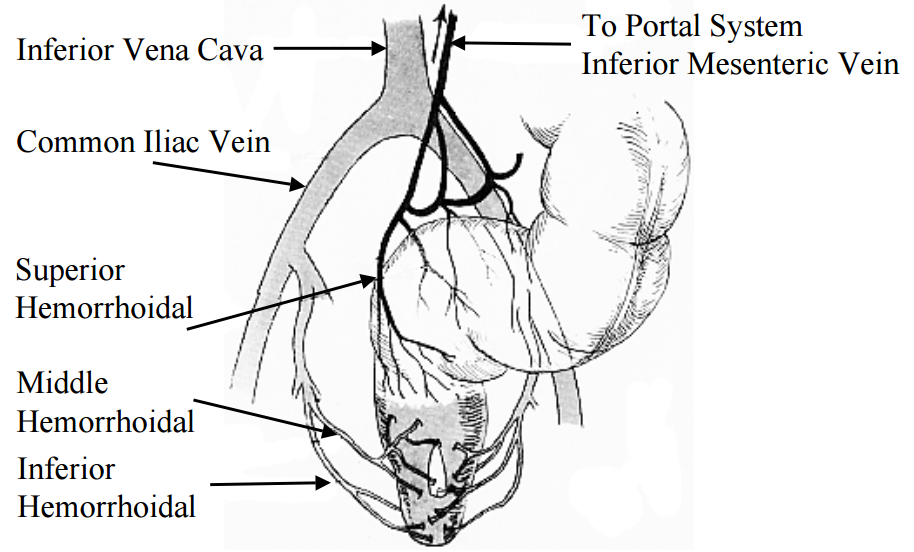 Inferior Vena Cava
To Portal System
Inferior Mesenteric Vein
Common Iliac Vein
Superior
Hemorrhoidal
Middle
Hemorrhoidal
Inferior
Hemorrhoidal